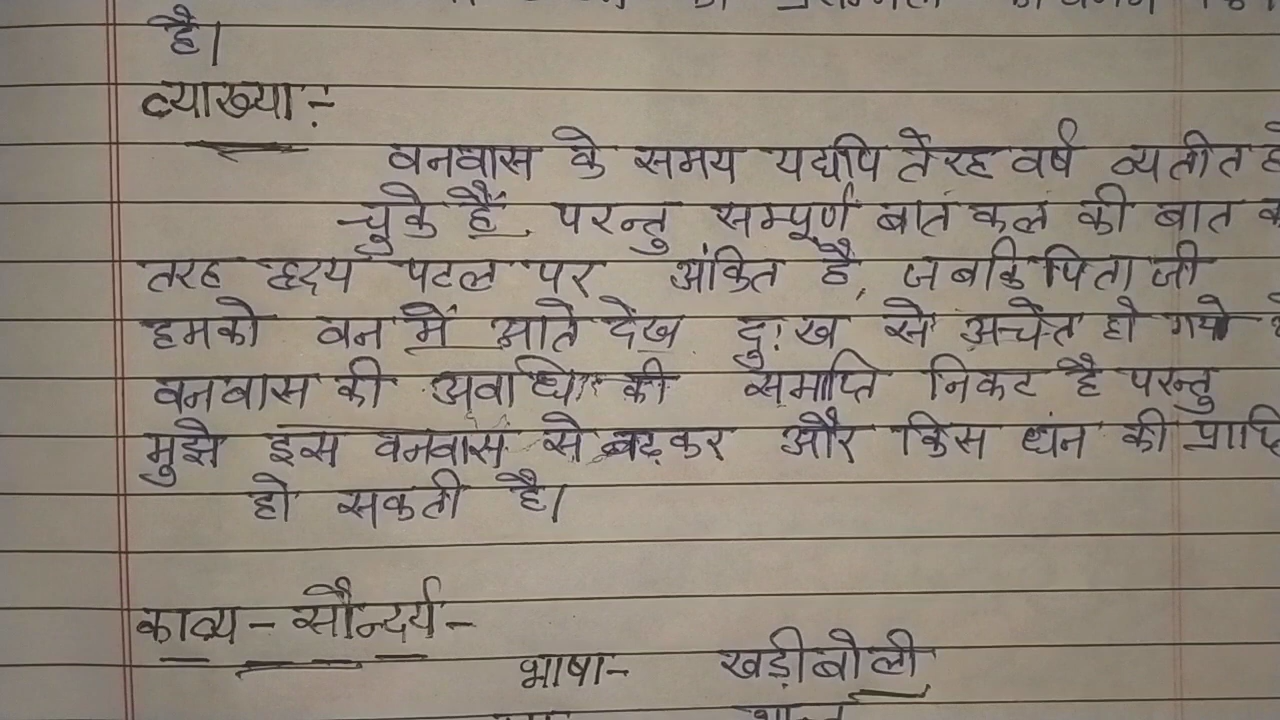 है।
व्याख्या :-
वनवास के समय यद्यपि तेरह वर्ष व्यतीत
चुके हैं, परन्तु सम्पूर्ण बातें कल की बात
तरह हृदय पटल पर अंकित है, जबकि पिता जी
हमको वन में आते देख दुःख से अचेत हो गये
वनवास की अवधि की समाप्ति निकट है परन्तु
मुझे इस वनवास से बढ़कर और किस धन की
हो सकती है।
काव्य - सौन्दर्य -
भाषा- खड़ीबोली